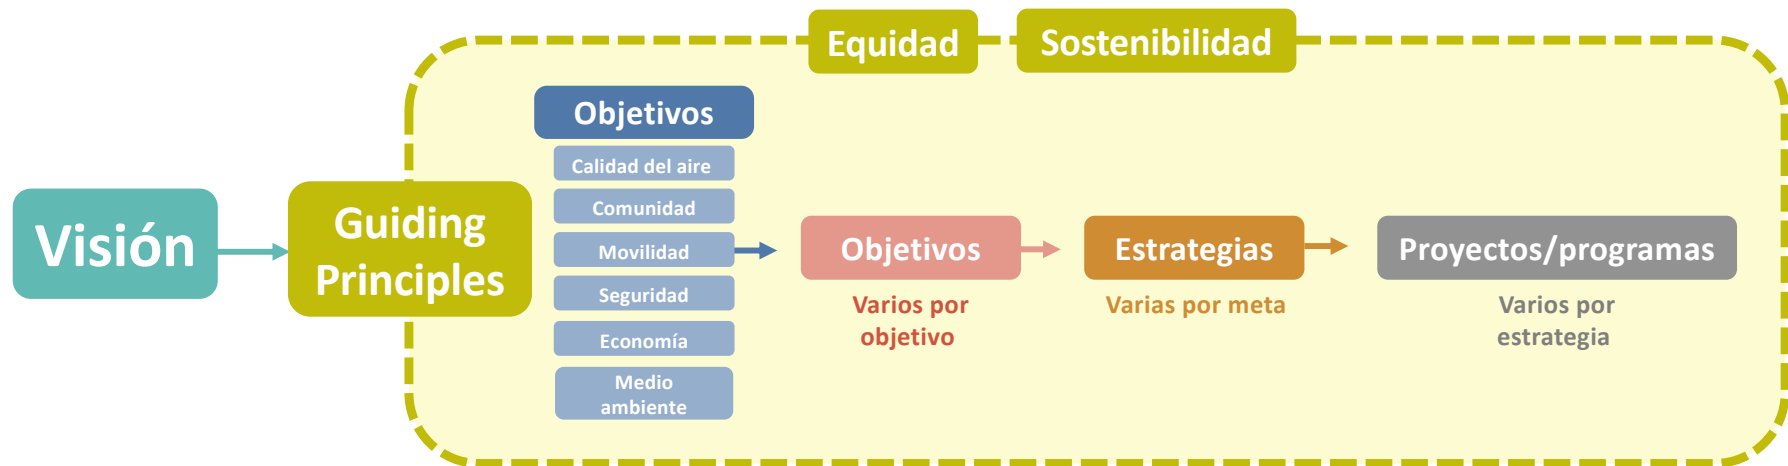 Equidad
Sostenibilidad
Visión
Guiding
Principles
Objetivos
Calidad del aire
Comunidad
Movilidad
Seguridad
Economía
Medio
ambiente
Objetivos
Varios por
objetivo
Estrategias
Varias por meta
Proyectos/programas
Varios por
estrategia